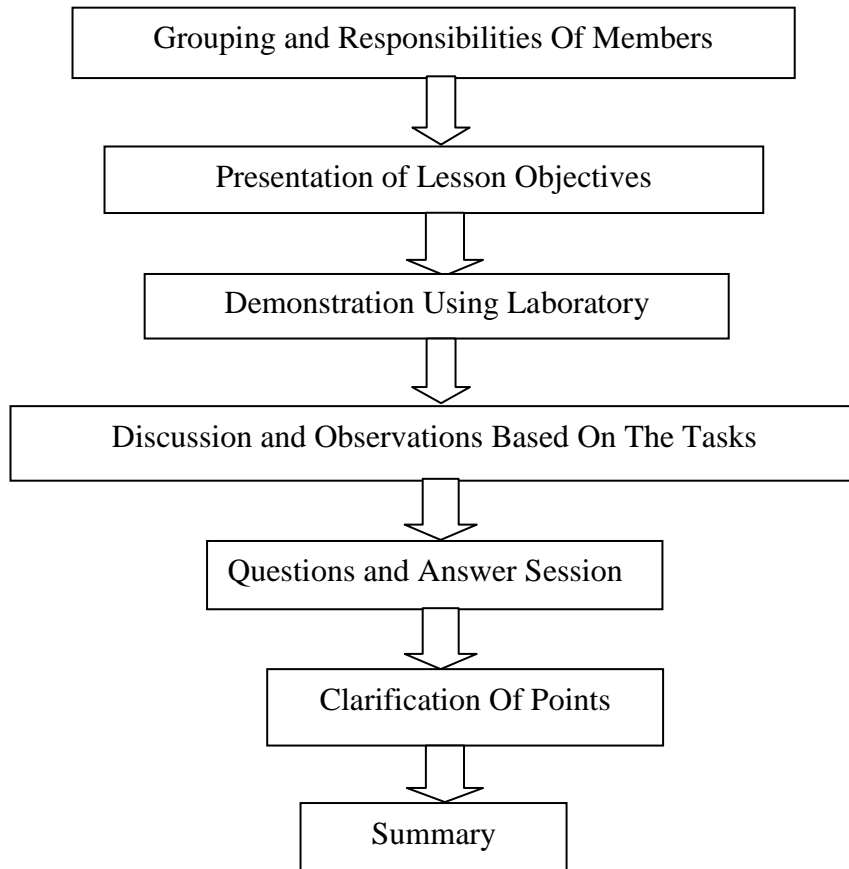 Grouping and Responsibilities Of Members
Presentation of Lesson Objectives
Demonstration Using Laboratory
Discussion and Observations Based On The Tasks
Questions and Answer Session
Clarification Of Points
Summary